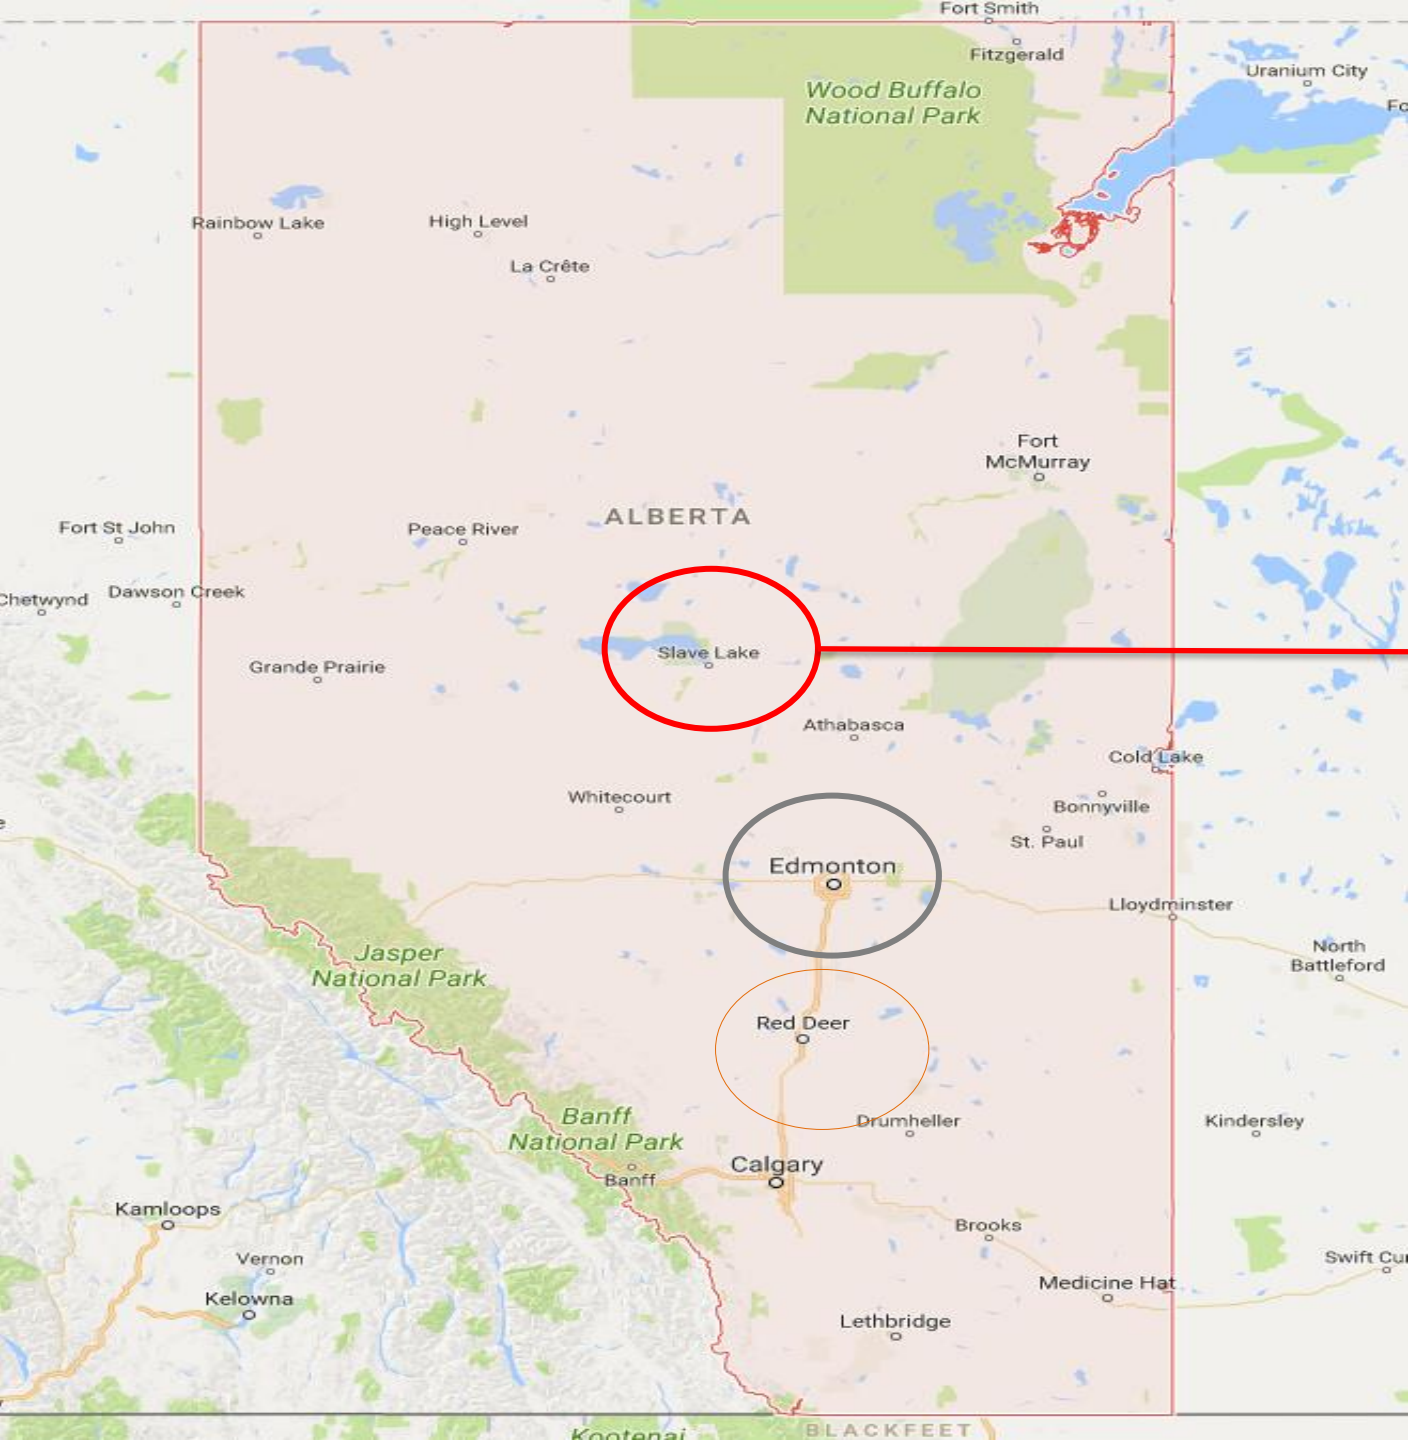 Fort Smith
Fitzgerald
Uranium City
Wood Buffalo
National Park
Rainbow Lake
High Level
La Crête
Fort
McMurray
ALBERTA
Fort St John
Peace River
Chetwynd
Dawson Creek
Slave Lake
Grande Prairie
Athabasca
Cold Lake
Whitecourt
Bonnyville
St. Paul
Edmonton
Lloydminster
North
Battleford
Jasper
National Park
Red Deer
Banff
National Park
Drumheller
Kindersley
Calgary
Banff
Kamloops
Brooks
Vernon
Swift Cur
Medicine Hat
Kelowna
Lethbridge
BLACKFEET
Kootenai